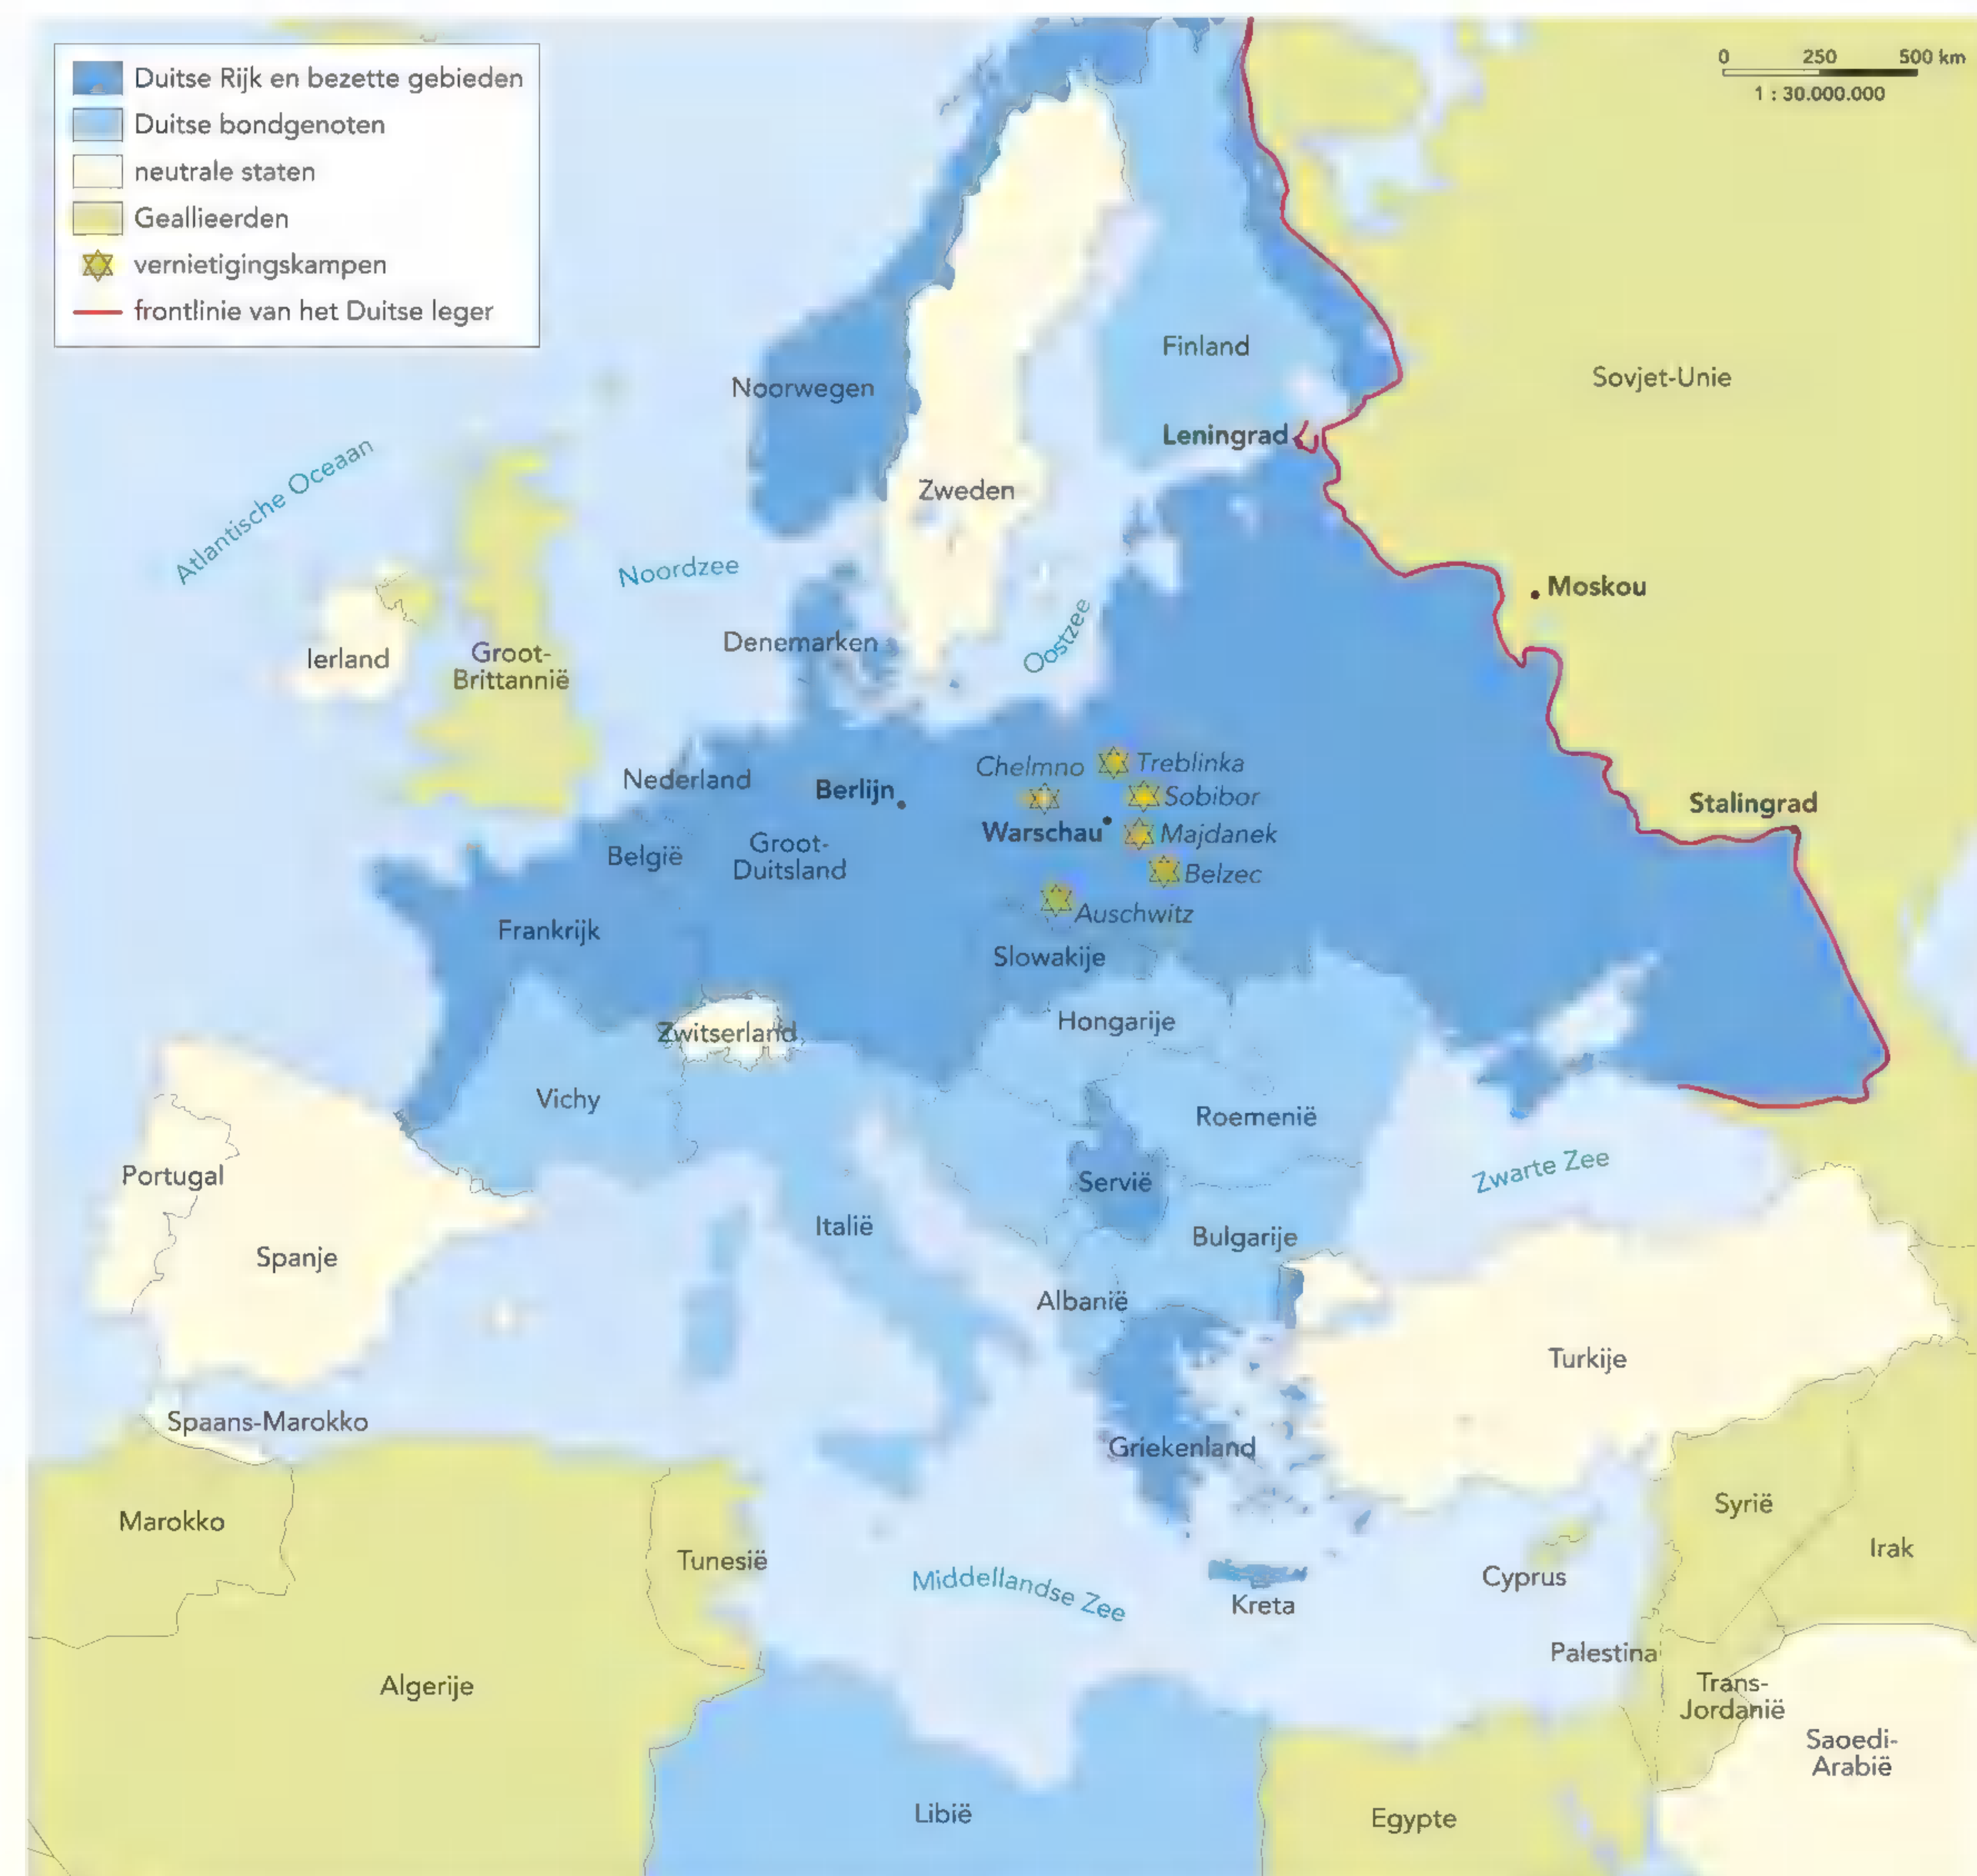 Duitse Rijk en bezette gebieden
Duitse bondgenoten
neutrale staten
Geallieerden
vernietigingskampen
frontlinie van het Duitse leger
0 250 500 km
1 : 30.000.000
Finland
Sovjet-Unie
Noorwegen
Leningrad
Atlantische Oceaan
Zweden
Noordzee
Moskou
Oostzee
Denemarken
Ierland
Groot-
Brittannië
Chelmno
Treblinka
Nederland
Berlijn
Sobibor
Stalingrad
Warschau
Majdanek
België
Groot-
Duitsland
Belzec
Auschwitz
Frankrijk
Slowakije
Hongarije
Zwitserland
Vichy
Roemenië
Portugal
Zwarte Zee
Servië
Italië
Bulgarije
Spanje
Albanië
Turkije
Spaans-Marokko
Griekenland
Syrië
Marokko
Irak
Tunesië
Middellandse Zee
Cyprus
Kreta
Palestina
Algerije
Trans-
Jordanië
Saoedi-
Arabië
Libië
Egypte